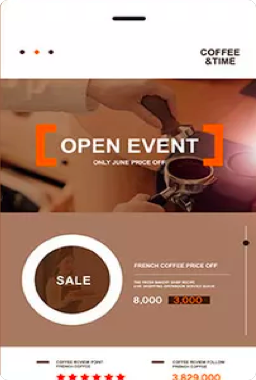 COFFEE
&TIME
OPEN EVENT
ONLY JUNE PRICE OFF
SALE
FRENCH COFFEE PRICE OFF
8,000 3,000
COFFEE REVIEW POINT
FRENCH COFFEE
COFFEE REVIEW FOLLOW
FRENCH COFFEE
3,829,000